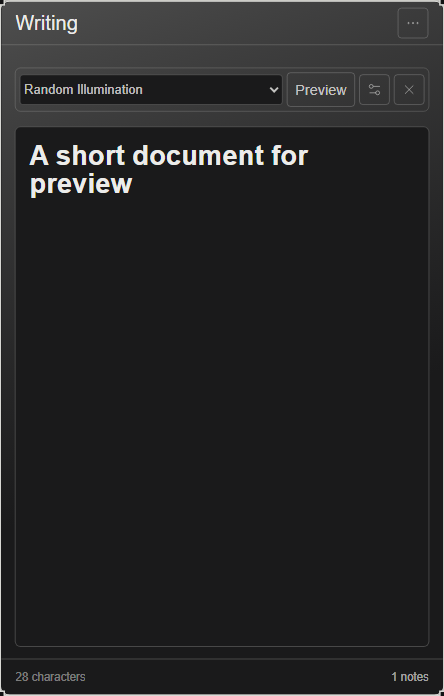 Writing
Random Illumination
Preview
A short document for
preview
28 characters
1 notes